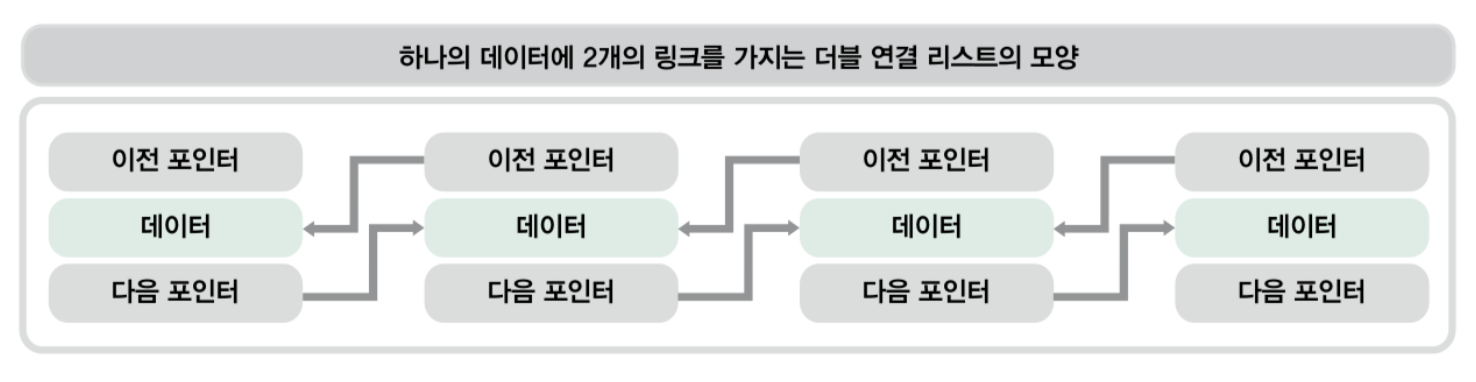 하나의 데이터에 2개의 링크를 가지는 더블 연결 리스트의 모양
이전 포인터 이전 포인터 이전 포인터 이전 포인터
데이터 데이터 데이터 데이터
다음 포인터 다음 포인터 다음 포인터 다음 포인터